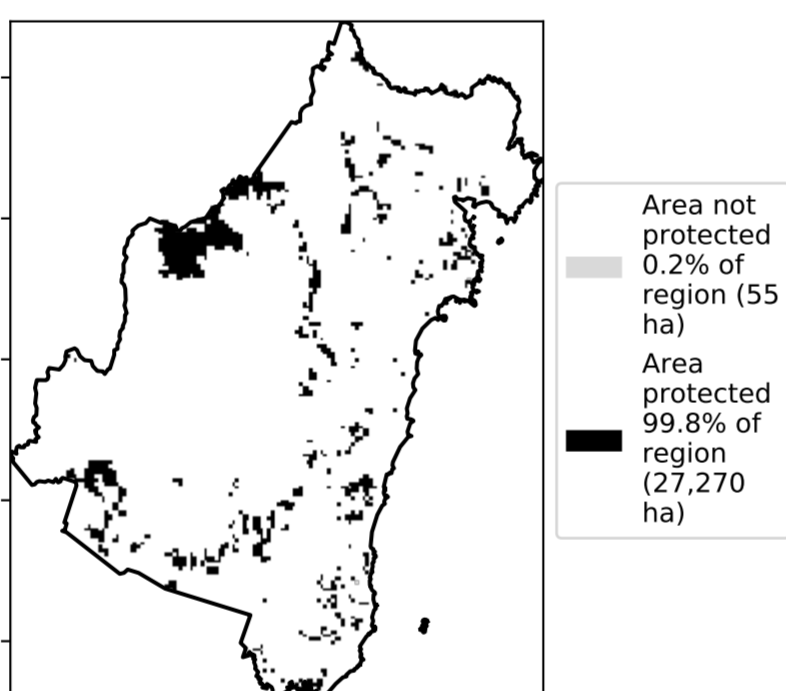 Area not
protected
0.2% of
region (55
ha)
Area
protected
99.8% of
region
(27,270
ha)